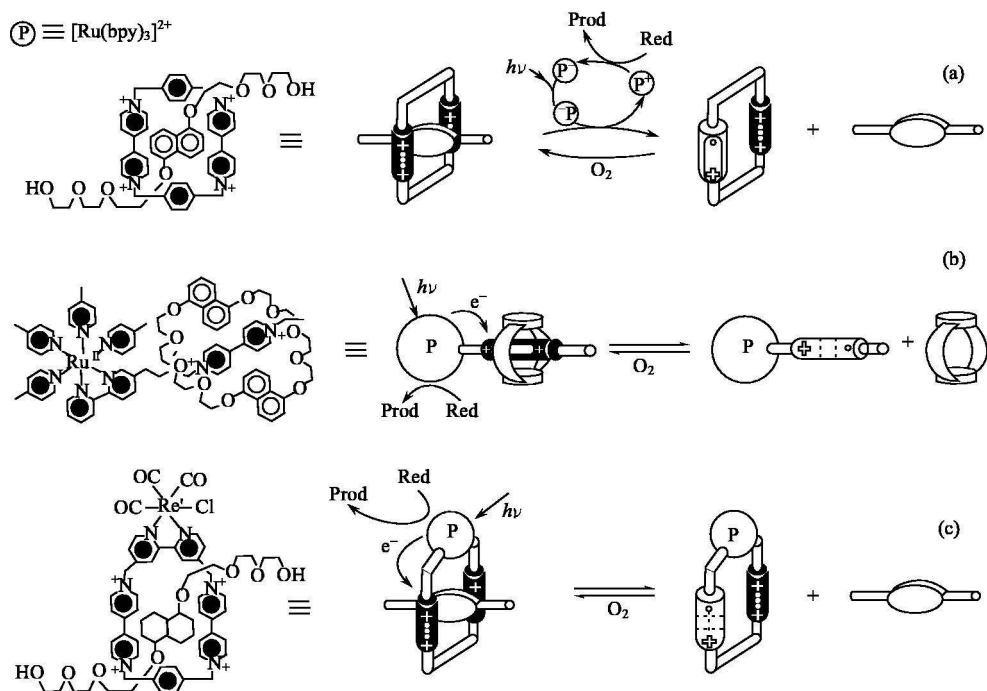 P ≡ [Ru(bpy)₃]²⁺
(a)
Prod
Red
hν
P⁻
P⁺
⁻P
O₂
+
≡
N⁺
N⁺
N⁺
N⁺
O
O
O
O
OH
HO
O
O
(b)
hν
e⁻
P
P
Prod
Red
O₂
+
≡
Ru
II
N
N
N
N
N
N
N
N
O
O
O
O
O
O
O
O
O
O
(c)
OC
CO
OC
Re
Cl
N
N
N⁺
N⁺
N⁺
N⁺
O
O
O
O
OH
HO
O
O
O
O
≡
Prod
Red
hν
e⁻
P
P
O₂
+